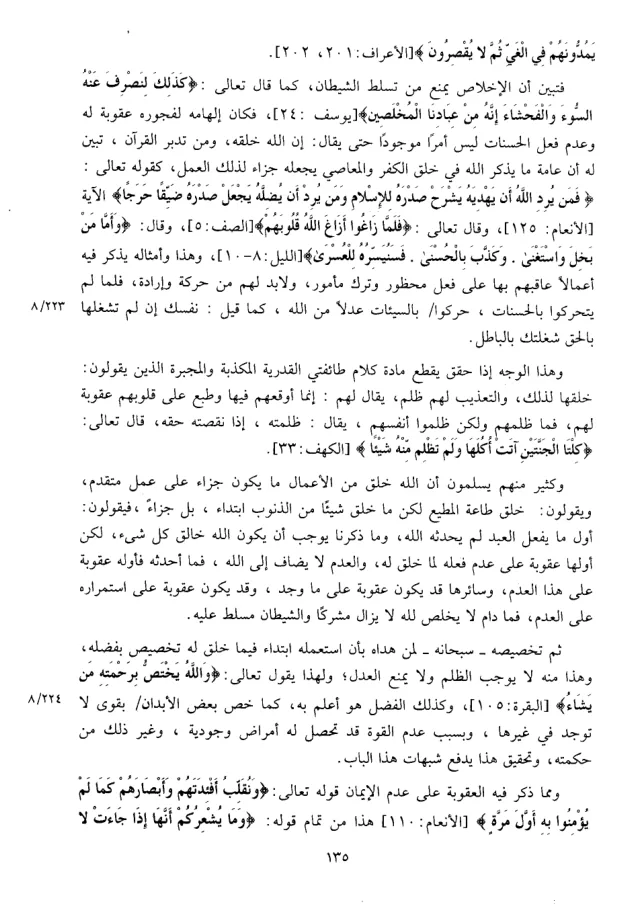 يَمُدُّونَهُمْ فِي الْغَيِّ ثُمَّ لا يُقْصِرُونَ ﴾[الأعراف:٢٠١، ٢٠٢].
فتبين أن الإخلاص يمنع من تسلط الشيطان، كما قال تعالى : ﴿كَذَلِكَ لِنَصْرِفَ عَنْهُ
السُّوءَ وَالْفَحْشَاءَ إِنَّهُ مِنْ عِبَادِنَا الْمُخْلَصِينَ﴾[يوسف :٢٤]، فكان إلهامه لفجوره عقوبة له
وعدم فعل الحسنات ليس أمرًا موجودًا حتى يقال: إن الله خلقه، ومن تدبر القرآن ، تبين
له أن عامة ما يذكر الله في خلق الكفر والمعاصي يجعله جزاء لذلك العمل، كقوله تعالى :
﴿ فَمَن يُرِدِ اللَّهُ أَن يَهْدِيَهُ يَشْرَحْ صَدْرَهُ لِلإِسْلامِ وَمَن يُرِدْ أَن يُضِلَّهُ يَجْعَلْ صَدْرَهُ ضَيِّقًا حَرَجًا﴾ الآية
[الأنعام: ١٢٥]، وقال تعالى : ﴿فَلَمَّا زَاغُوا أَزَاغَ اللَّهُ قُلُوبَهُمْ﴾[الصف:٥]، وقال: ﴿وَأَمَّا مَنْ
بَخِلَ وَاسْتَغْنَىٰ . وَكَذَّبَ بِالْحُسْنَىٰ . فَسَنُيَسِّرُهُ لِلْعُسْرَىٰ﴾[الليل:٨-١٠]، وهذا وأمثاله يذكر فيه
أعمالاً عاقبهم بها على فعل محظور وترك مأمور، ولابد لهم من حركة وإرادة، فلما لم
يتحركوا بالحسنات ، حركوا/ بالسيئات عدلاً من الله ، كما قيل : نفسك إن لم تشغلها ٨/٢٢٣
بالحق شغلتك بالباطل.
وهذا الوجه إذا حقق يقطع مادة كلام طائفتي القدرية المكذبة والمجبرة الذين يقولون:
خلقها لذلك، والتعذيب لهم ظلم، يقال لهم : إنما أوقعهم فيها وطبع على قلوبهم عقوبة
لهم، فما ظلمهم ولكن ظلموا أنفسهم ، يقال : ظلمته ، إذا نقصته حقه، قال تعالى:
﴿كِلْتَا الْجَنَّتَيْنِ آتَتْ أُكُلَهَا وَلَمْ تَظْلِم مِّنْهُ شَيْئًا ﴾ [الكهف:٣٣].
وكثير منهم يسلمون أن الله خلق من الأعمال ما يكون جزاء على عمل متقدم،
ويقولون: خلق طاعة المطيع لكن ما خلق شيئًا من الذنوب ابتداء ، بل جزاءً ،فيقولون:
أول ما يفعل العبد لم يحدثه الله، وما ذكرنا يوجب أن يكون الله خالق كل شيء، لكن
أولها عقوبة على عدم فعله لما خلق له، والعدم لا يضاف إلى الله ، فما أحدثه فأوله عقوبة
على هذا العدم، وسائرها قد يكون عقوبة على ما وجد ، وقد يكون عقوبة على استمراره
على العدم، فما دام لا يخلص لله لا يزال مشركًا والشيطان مسلط عليه.
ثم تخصيصه ـ سبحانه ـ لمن هداه بأن استعمله ابتداء فيما خلق له تخصيص بفضله،
وهذا منه لا يوجب الظلم ولا يمنع العدل؛ ولهذا يقول تعالى: ﴿وَاللَّهُ يَخْتَصُّ بِرَحْمَتِهِ مَن
يَشَاءُ﴾ [البقرة:١٠٥]، وكذلك الفضل هو أعلم به، كما خص بعض الأبدان/ بقوى لا ٨/٢٢٤
توجد في غيرها ، وبسبب عدم القوة قد تحصل له أمراض وجودية ، وغير ذلك من
حكمته، وتحقيق هذا يدفع شبهات هذا الباب.
ومما ذكر فيه العقوبة على عدم الإيمان قوله تعالى: ﴿وَنُقَلِّبُ أَفْئِدَتَهُمْ وَأَبْصَارَهُمْ كَمَا لَمْ
يُؤْمِنُوا بِهِ أَوَّلَ مَرَّةٍ ﴾ [الأنعام:١١٠] هذا من تمام قوله: ﴿وَمَا يُشْعِرُكُمْ أَنَّهَا إِذَا جَاءَتْ لا
١٣٥